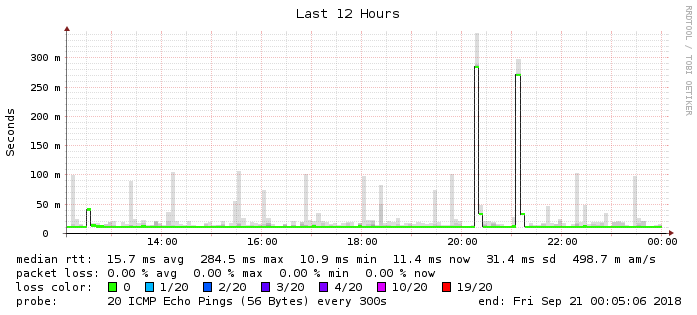 Last 12 Hours
RRDTOOL / TOBI OETIKER
Seconds
300 m
250 m
200 m
150 m
100 m
50 m
0
14:00 16:00 18:00 20:00 22:00 00:00
median rtt: 15.7 ms avg 284.5 ms max 10.9 ms min 11.4 ms now 31.4 ms sd 498.7 m am/s
packet loss: 0.00 % avg 0.00 % max 0.00 % min 0.00 % now
loss color: 0 1/20 2/20 3/20 4/20 10/20 19/20
probe: 20 ICMP Echo Pings (56 Bytes) every 300s end: Fri Sep 21 00:05:06 2018